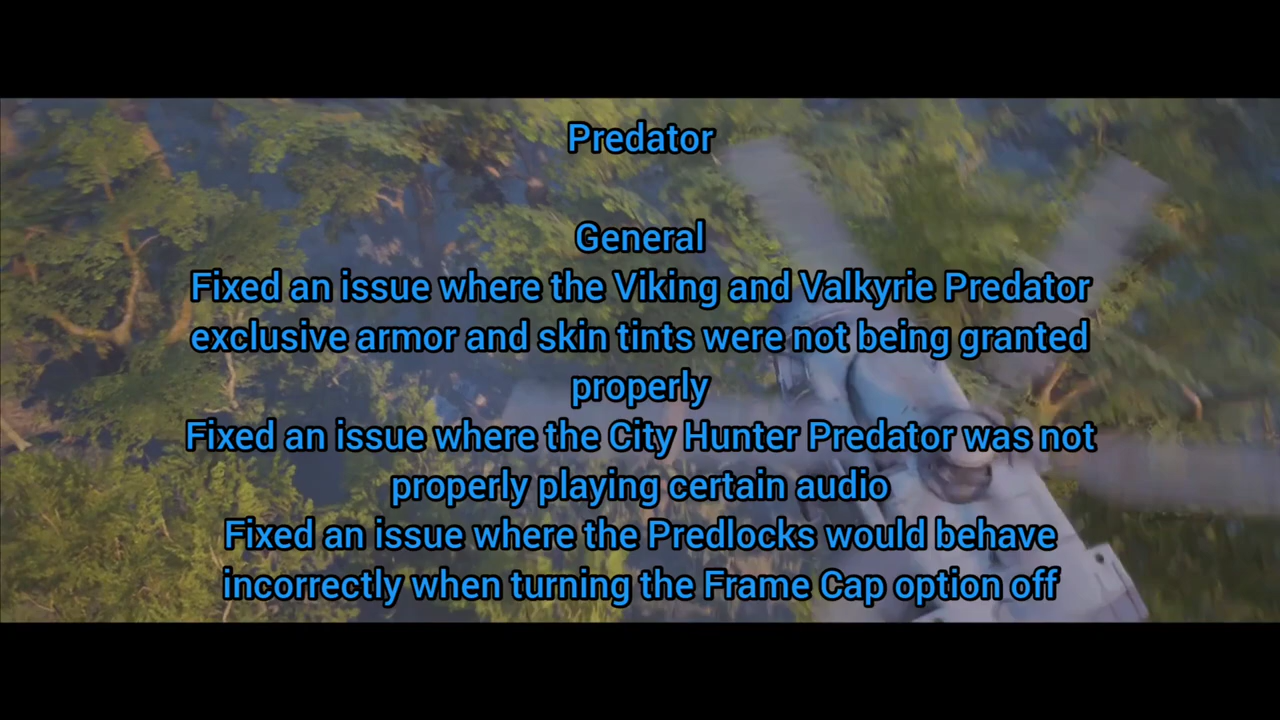 Predator
General
Fixed an issue where the Viking and Valkyrie Predator
exclusive armor and skin tints were not being granted
properly
Fixed an issue where the City Hunter Predator was not
properly playing certain audio
Fixed an issue where the Predlocks would behave
incorrectly when turning the Frame Cap option off